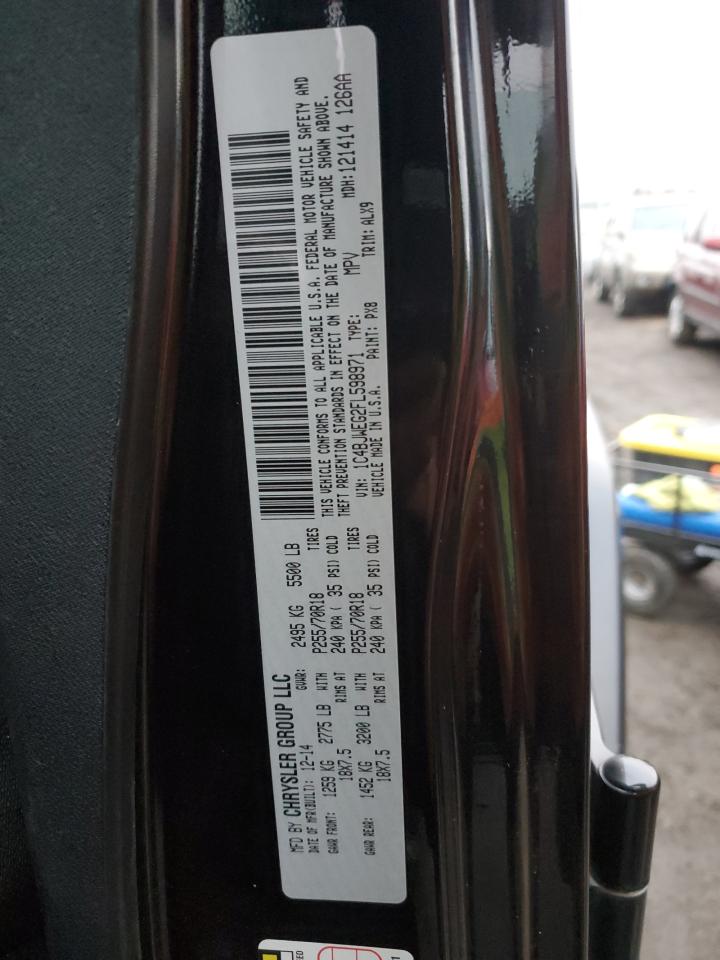 MFD BY CHRYSLER GROUP LLC
DATE OF MFR(BUILT): 12-14 GVWR: 2495 KG 5500 LB
GAWR FRONT: 1259 KG 2775 LB WITH P255/70R18 TIRES
18X7.5 RIMS AT 240 KPA ( 35 PSI) COLD
GAWR REAR: 1452 KG 3200 LB WITH P255/70R18 TIRES
18X7.5 RIMS AT 240 KPA ( 35 PSI) COLD
THIS VEHICLE CONFORMS TO ALL APPLICABLE U.S.A. FEDERAL MOTOR VEHICLE SAFETY AND
THEFT PREVENTION STANDARDS IN EFFECT ON THE DATE OF MANUFACTURE SHOWN ABOVE.
VIN: 1C4BJWEG2FL598971 TYPE: MPV MDH: 121414 126AA
VEHICLE MADE IN U.S.A. PAINT: PX8 TRIM: ALX9